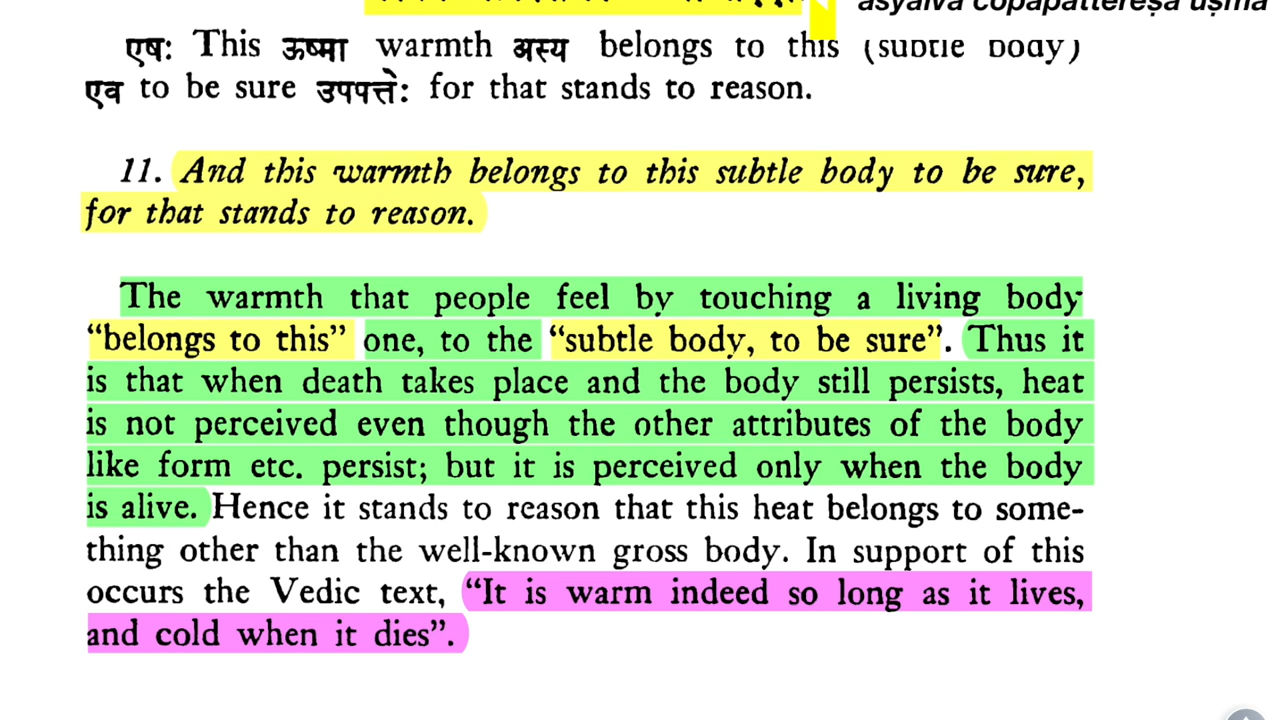 asyaiva copapattereṣa ūṣmā
एषः This ऊष्मा warmth अस्य belongs to this (subtle body)
एव to be sure उपपत्तेः for that stands to reason.
11. And this warmth belongs to this subtle body to be sure,
for that stands to reason.
The warmth that people feel by touching a living body
“belongs to this” one, to the “subtle body, to be sure”. Thus it
is that when death takes place and the body still persists, heat
is not perceived even though the other attributes of the body
like form etc. persist; but it is perceived only when the body
is alive. Hence it stands to reason that this heat belongs to some-
thing other than the well-known gross body. In support of this
occurs the Vedic text, “It is warm indeed so long as it lives,
and cold when it dies”.